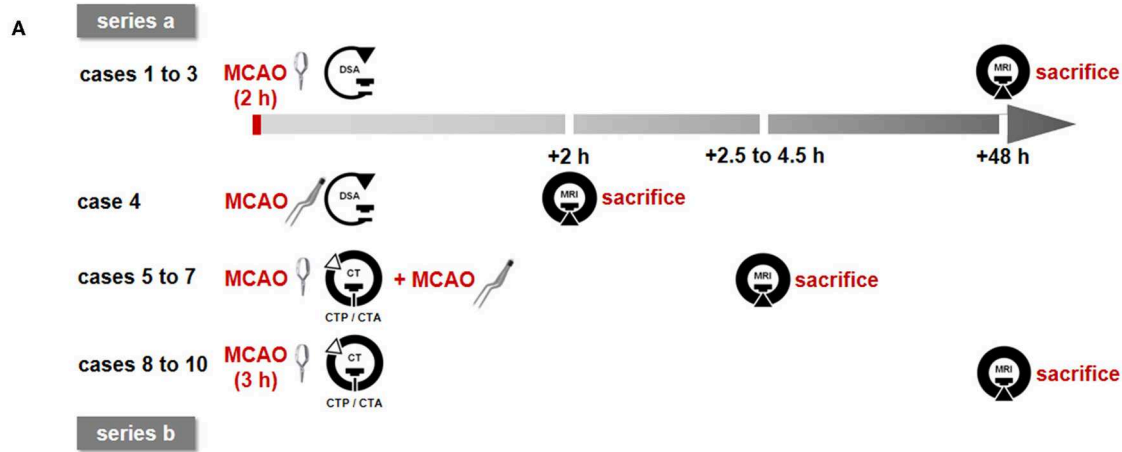 A
series a
cases 1 to 3
MCAO
(2 h)
DSA
MRI
sacrifice
+2 h
+2.5 to 4.5 h
+48 h
case 4
MCAO
DSA
MRI
sacrifice
cases 5 to 7
MCAO
CT
CTP / CTA
+ MCAO
MRI
sacrifice
cases 8 to 10
MCAO
(3 h)
CT
CTP / CTA
MRI
sacrifice
series b